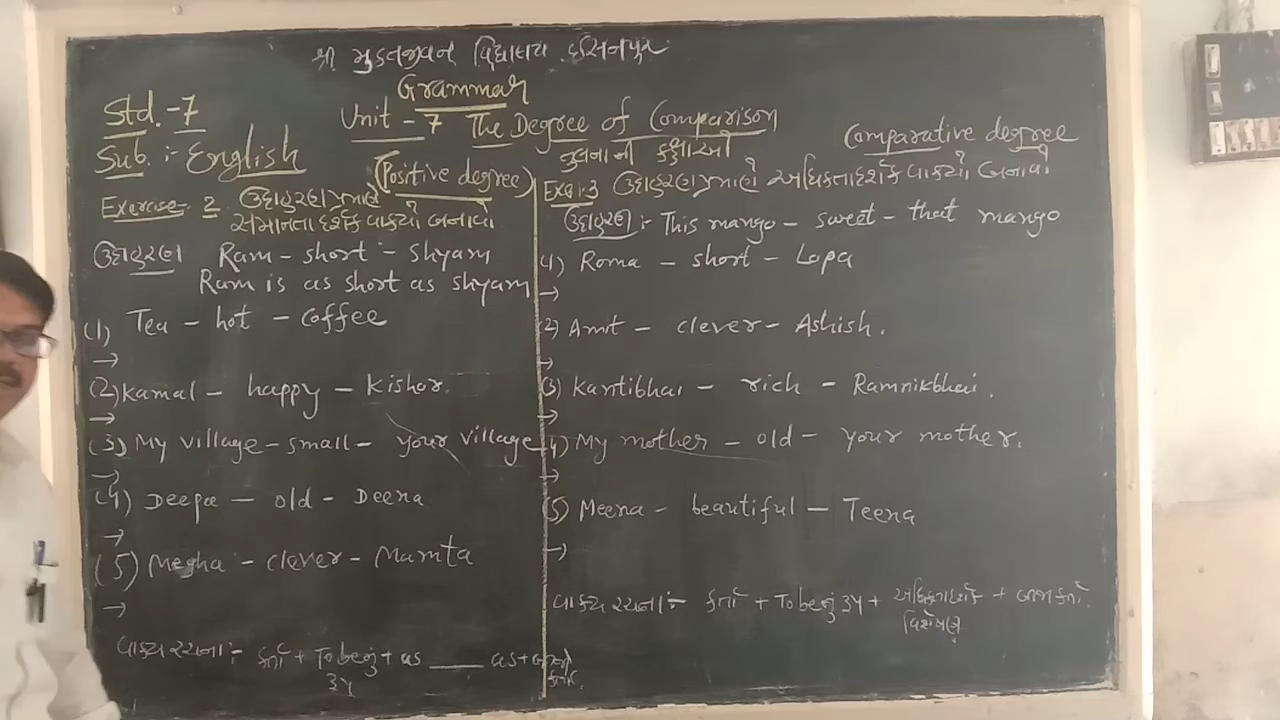 શ્રી મુક્તજીવન વિદ્યાલય હસિનપુર
Grammar
Std.-7
Unit - 7 The Degree of Comparison
Sub. :- English
તુલનાની કક્ષાઓ
Comparative degree
(Positive degree)
Exercise- 2 ઉદાહરણ પ્રમાણે
સમાનતાદર્શક વાક્યો બનાવો
ઉદાહરણ Ram - short - Shyam
Ram is as short as shyam
(1) Tea - hot - coffee
→
(2) Kamal - happy - Kishor.
→
(3) My village - small - your village
→
(4) Deepa - old - Deena
→
(5) Megha - clever - Mamta
→
વાક્ય રચના :- કર્તા + To be નું રૂપ + as ____ as +
Exe:-3 ઉદાહરણ પ્રમાણે અધિકતાદર્શક વાક્યો બનાવો
ઉદાહરણ :- This mango - sweet - that mango
1) Roma - short - Lopa
→
2) Amit - clever - Ashish.
→
(3) Kantibhai - rich - Ramnikbhai.
→
4) My mother - old - your mother.
→
(5) Meena - beautiful - Teena
→
વાક્ય રચના :- કર્તા + To be નું રૂપ + અધિકતાદર્શક + અન્ય કર્તા.
વિશેષણ